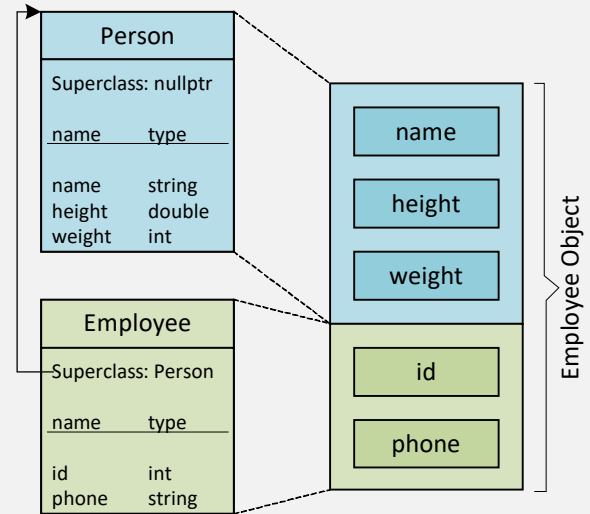 Person
Superclass: nullptr
name type
name string
height double
weight int
Employee
Superclass: Person
name type
id int
phone string
name
height
weight
id
phone
Employee Object